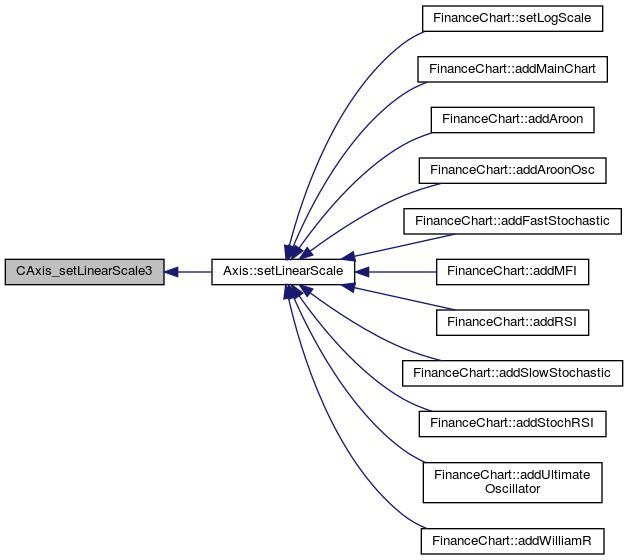 FinanceChart::setLogScale
FinanceChart::addMainChart
FinanceChart::addAroon
FinanceChart::addAroonOsc
FinanceChart::addFastStochastic
CAxis_setLinearScale3
Axis::setLinearScale
FinanceChart::addMFI
FinanceChart::addRSI
FinanceChart::addSlowStochastic
FinanceChart::addStochRSI
FinanceChart::addUltimate
Oscillator
FinanceChart::addWilliamR